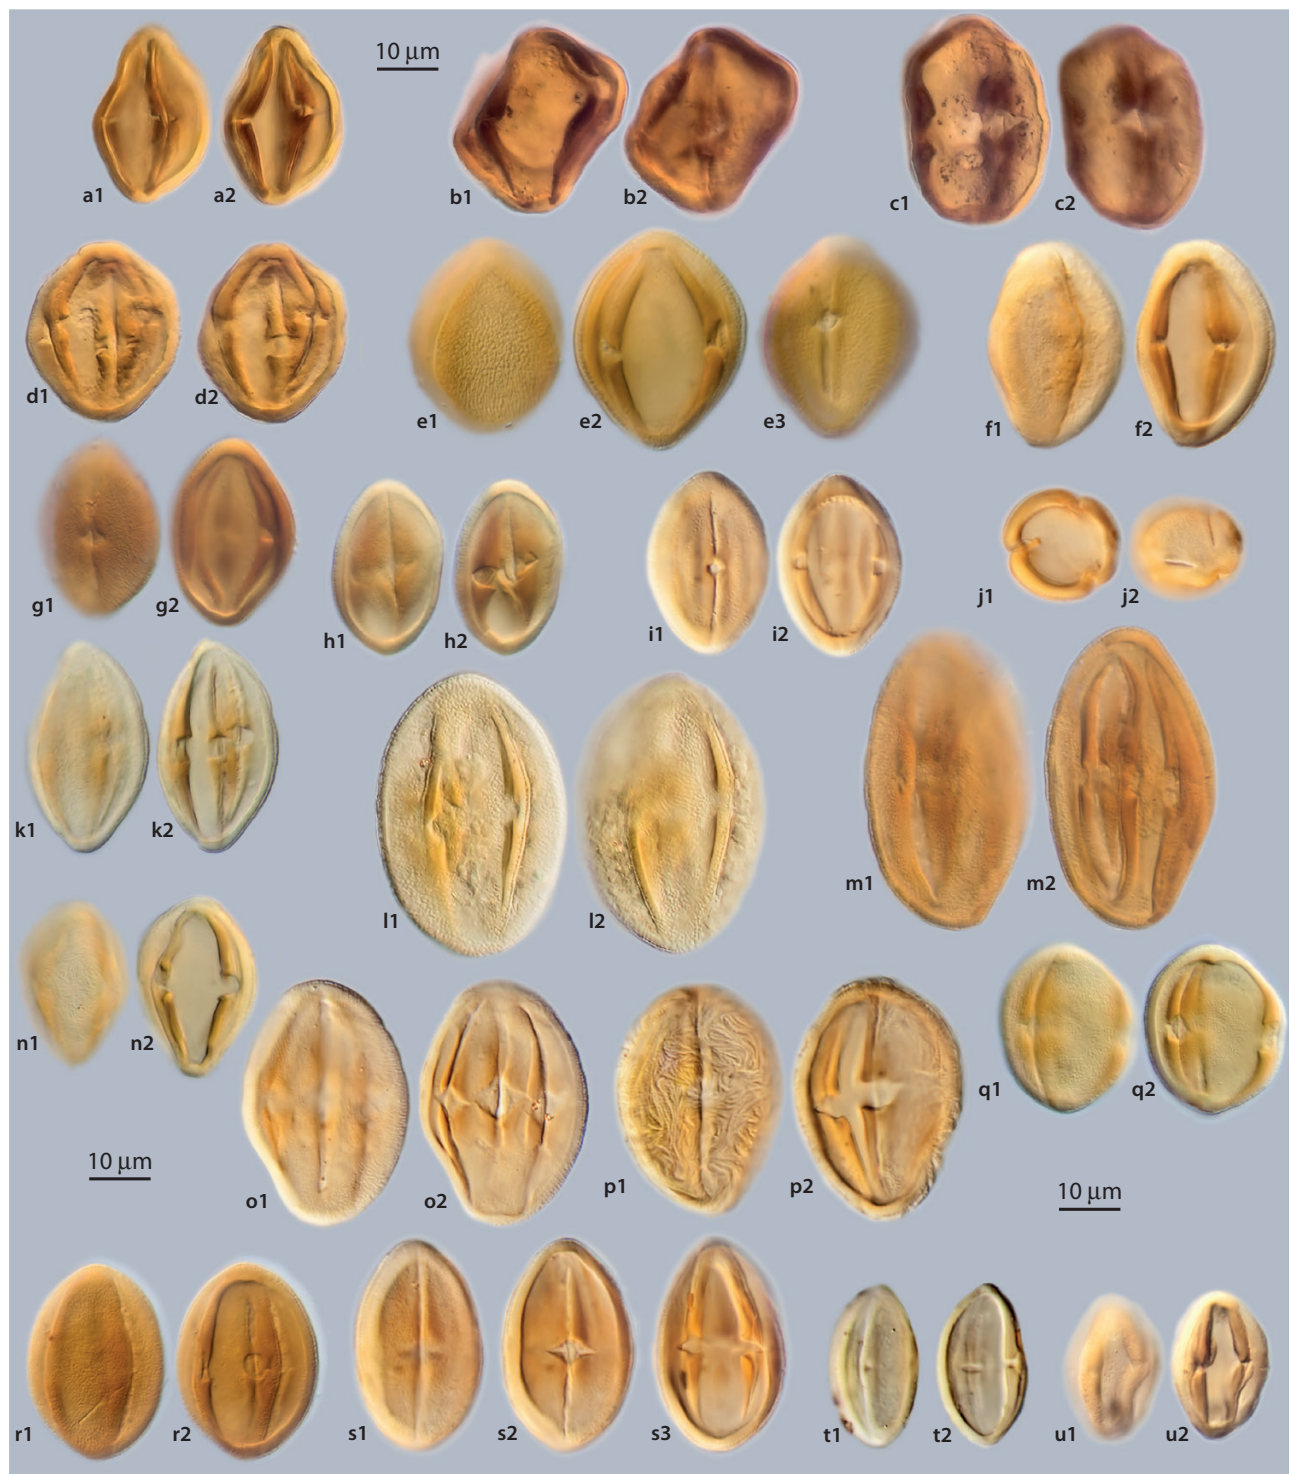 10 µm
a1 a2 b1 b2 c1 c2
d1 d2 e1 e2 e3 f1 f2
g1 g2 h1 h2 i1 i2 j1 j2
k1 k2 l1 l2 m1 m2
n1 n2 o1 o2 p1 p2 q1 q2
10 µm
10 µm
r1 r2 s1 s2 s3 t1 t2 u1 u2